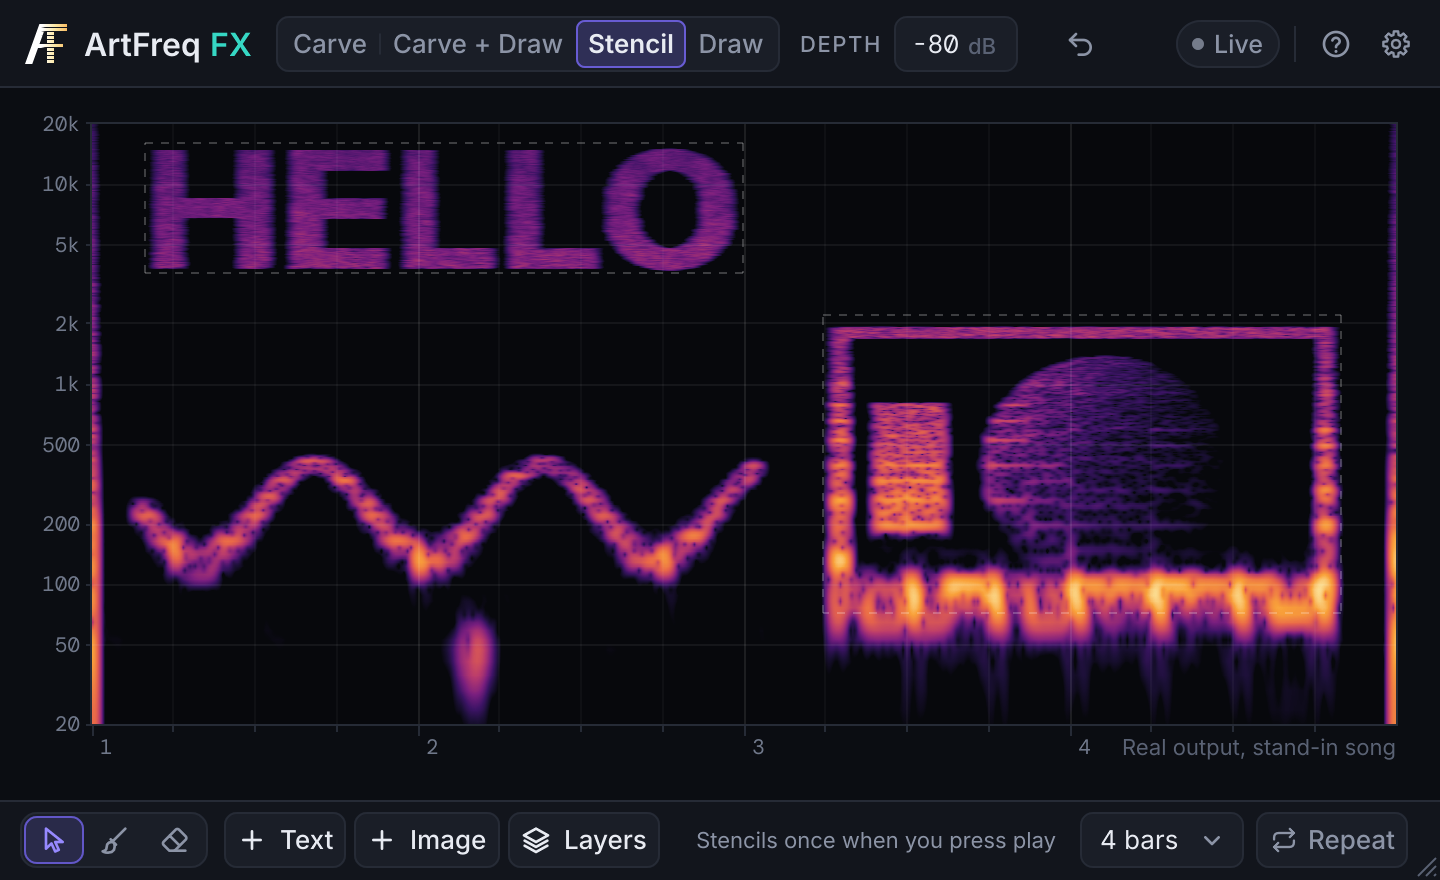 ArtFreq FX
Carve
Carve + Draw
Stencil
Draw
DEPTH
-80 dB
Live
20k
10k
5k
2k
1k
500
200
100
50
20
HELLO
1
2
3
4
Real output, stand-in song
Text
Image
Layers
Stencils once when you press play
4 bars
Repeat